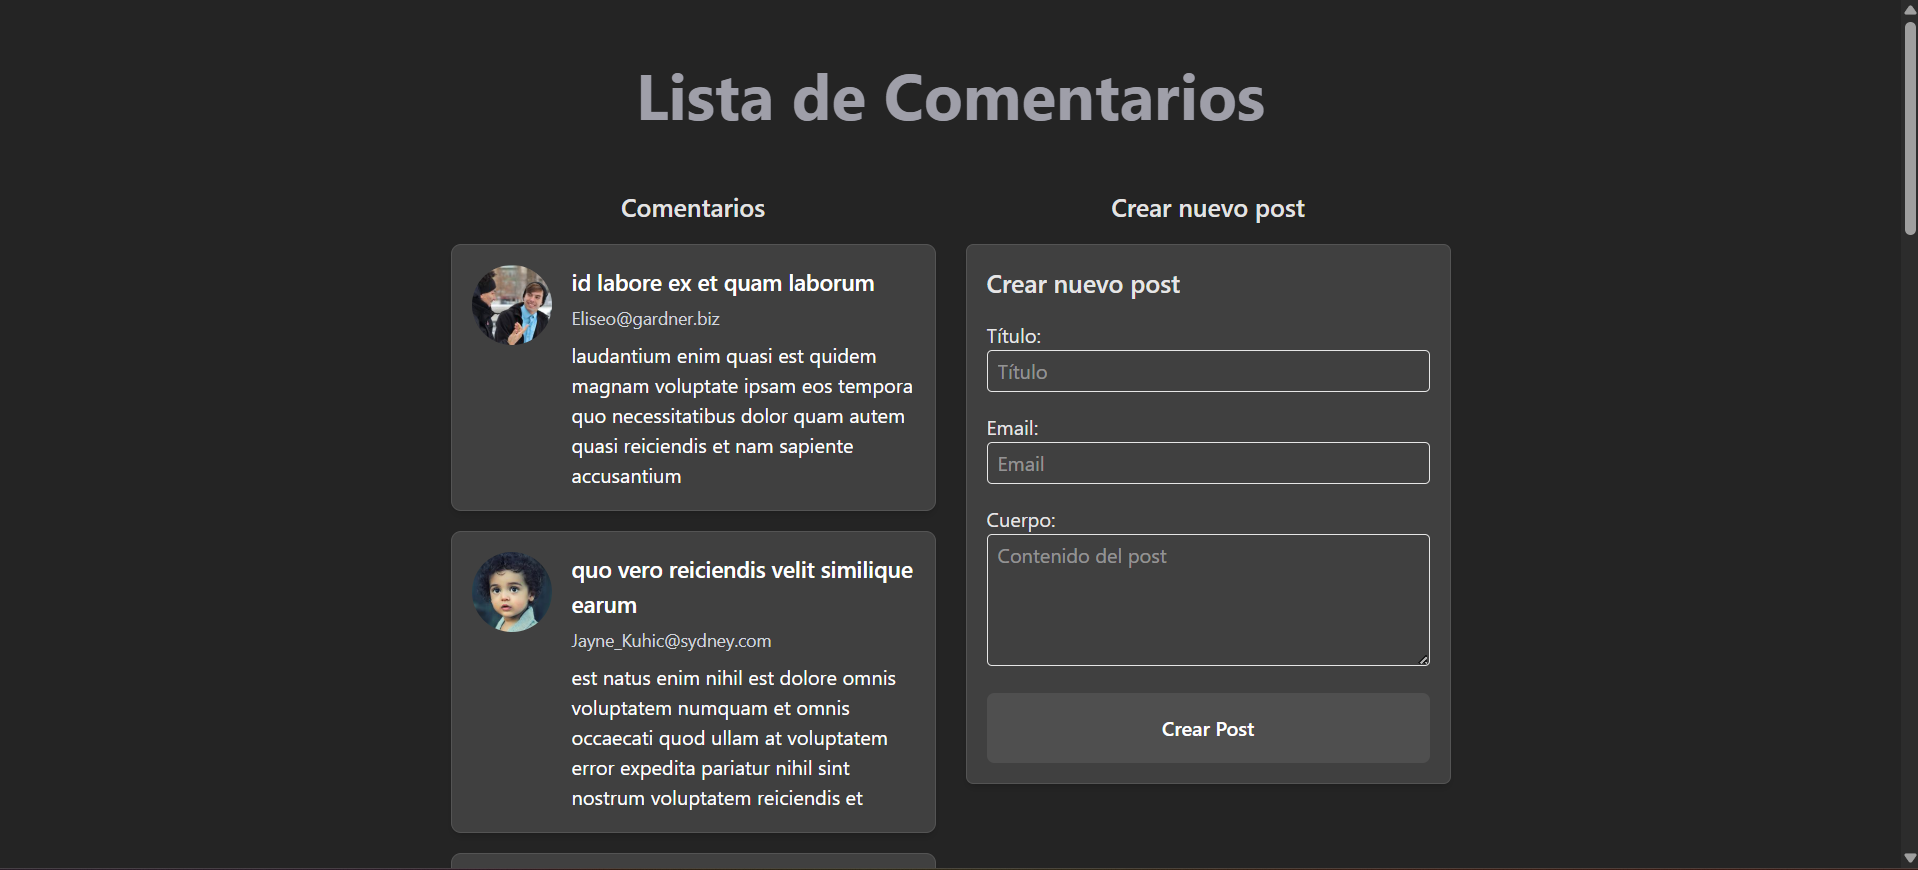 Lista de Comentarios
Comentarios
id labore ex et quam laborum
Eliseo@gardner.biz
laudantium enim quasi est quidem
magnam voluptate ipsam eos tempora
quo necessitatibus dolor quam autem
quasi reiciendis et nam sapiente
accusantium
quo vero reiciendis velit similique
earum
Jayne_Kuhic@sydney.com
est natus enim nihil est dolore omnis
voluptatem numquam et omnis
occaecati quod ullam at voluptatem
error expedita pariatur nihil sint
nostrum voluptatem reiciendis et
Crear nuevo post
Crear nuevo post
Título:
Título
Email:
Email
Cuerpo:
Contenido del post
Crear Post